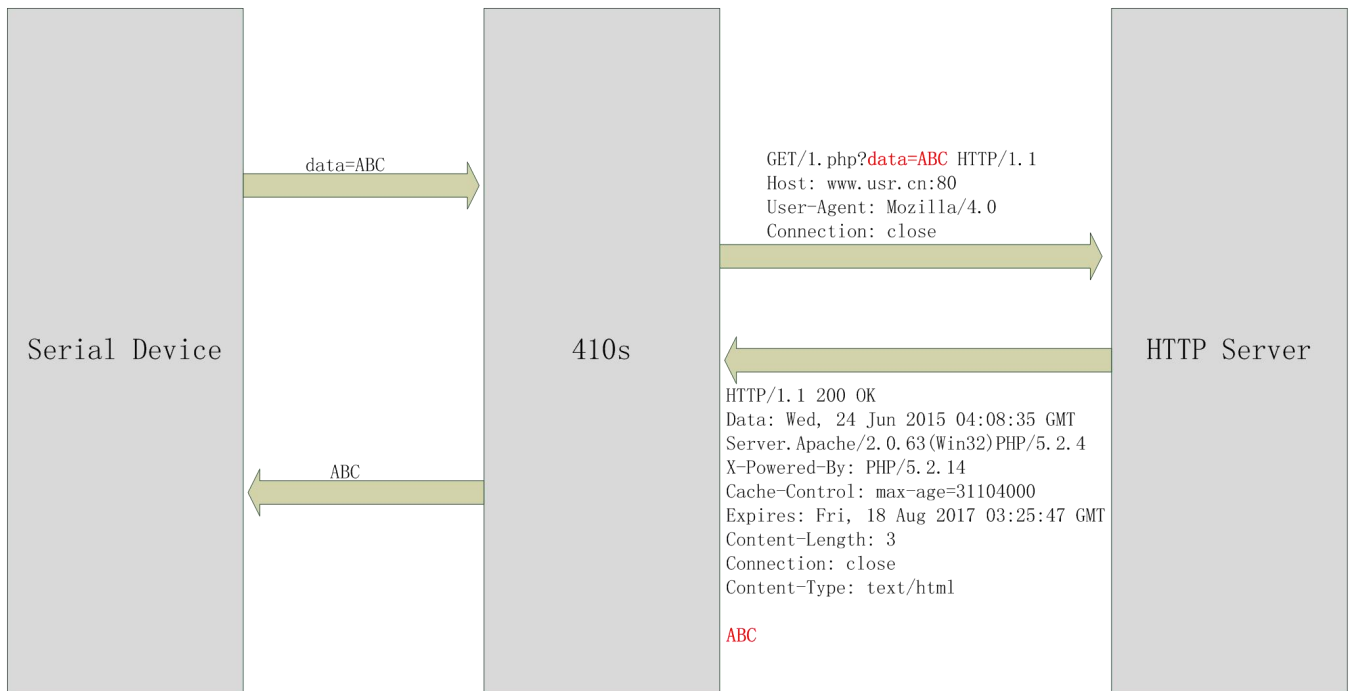 data=ABC
GET/1.php?data=ABC HTTP/1.1
Host: www.usr.cn:80
User-Agent: Mozilla/4.0
Connection: close
Serial Device
410s
HTTP Server
HTTP/1.1 200 OK
Data: Wed, 24 Jun 2015 04:08:35 GMT
Server.Apache/2.0.63(Win32)PHP/5.2.4
X-Powered-By: PHP/5.2.14
Cache-Control: max-age=31104000
Expires: Fri, 18 Aug 2017 03:25:47 GMT
Content-Length: 3
Connection: close
Content-Type: text/html
ABC
ABC